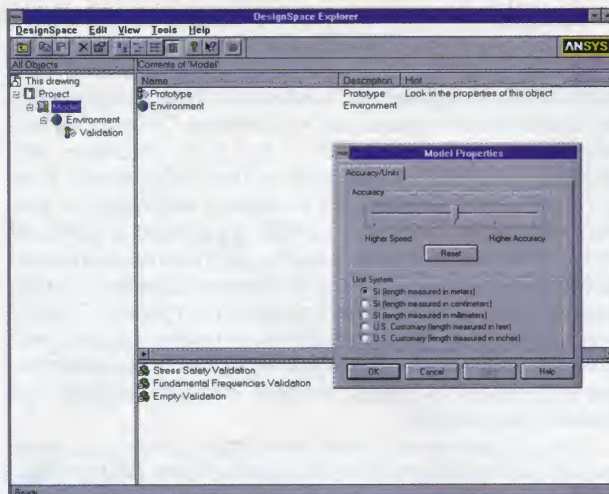 DesignSpace Explorer
DesignSpace Edit View Tools Help
ANSYS
All Objects
Contents of 'Model'
This drawing
Project
Model
Environment
Validation
Name Description Hint
Prototype Prototype Look in the properties of this object
Environment Environment
Model Properties
Accuracy/Units
Accuracy
Higher Speed Higher Accuracy
Reset
Unit System
SI (length measured in meters)
SI (length measured in centimeters)
SI (length measured in millimeters)
U.S. Customary (length measured in feet)
U.S. Customary (length measured in inches)
OK Cancel Help
Stress Safety Validation
Fundamental Frequencies Validation
Empty Validation
Ready